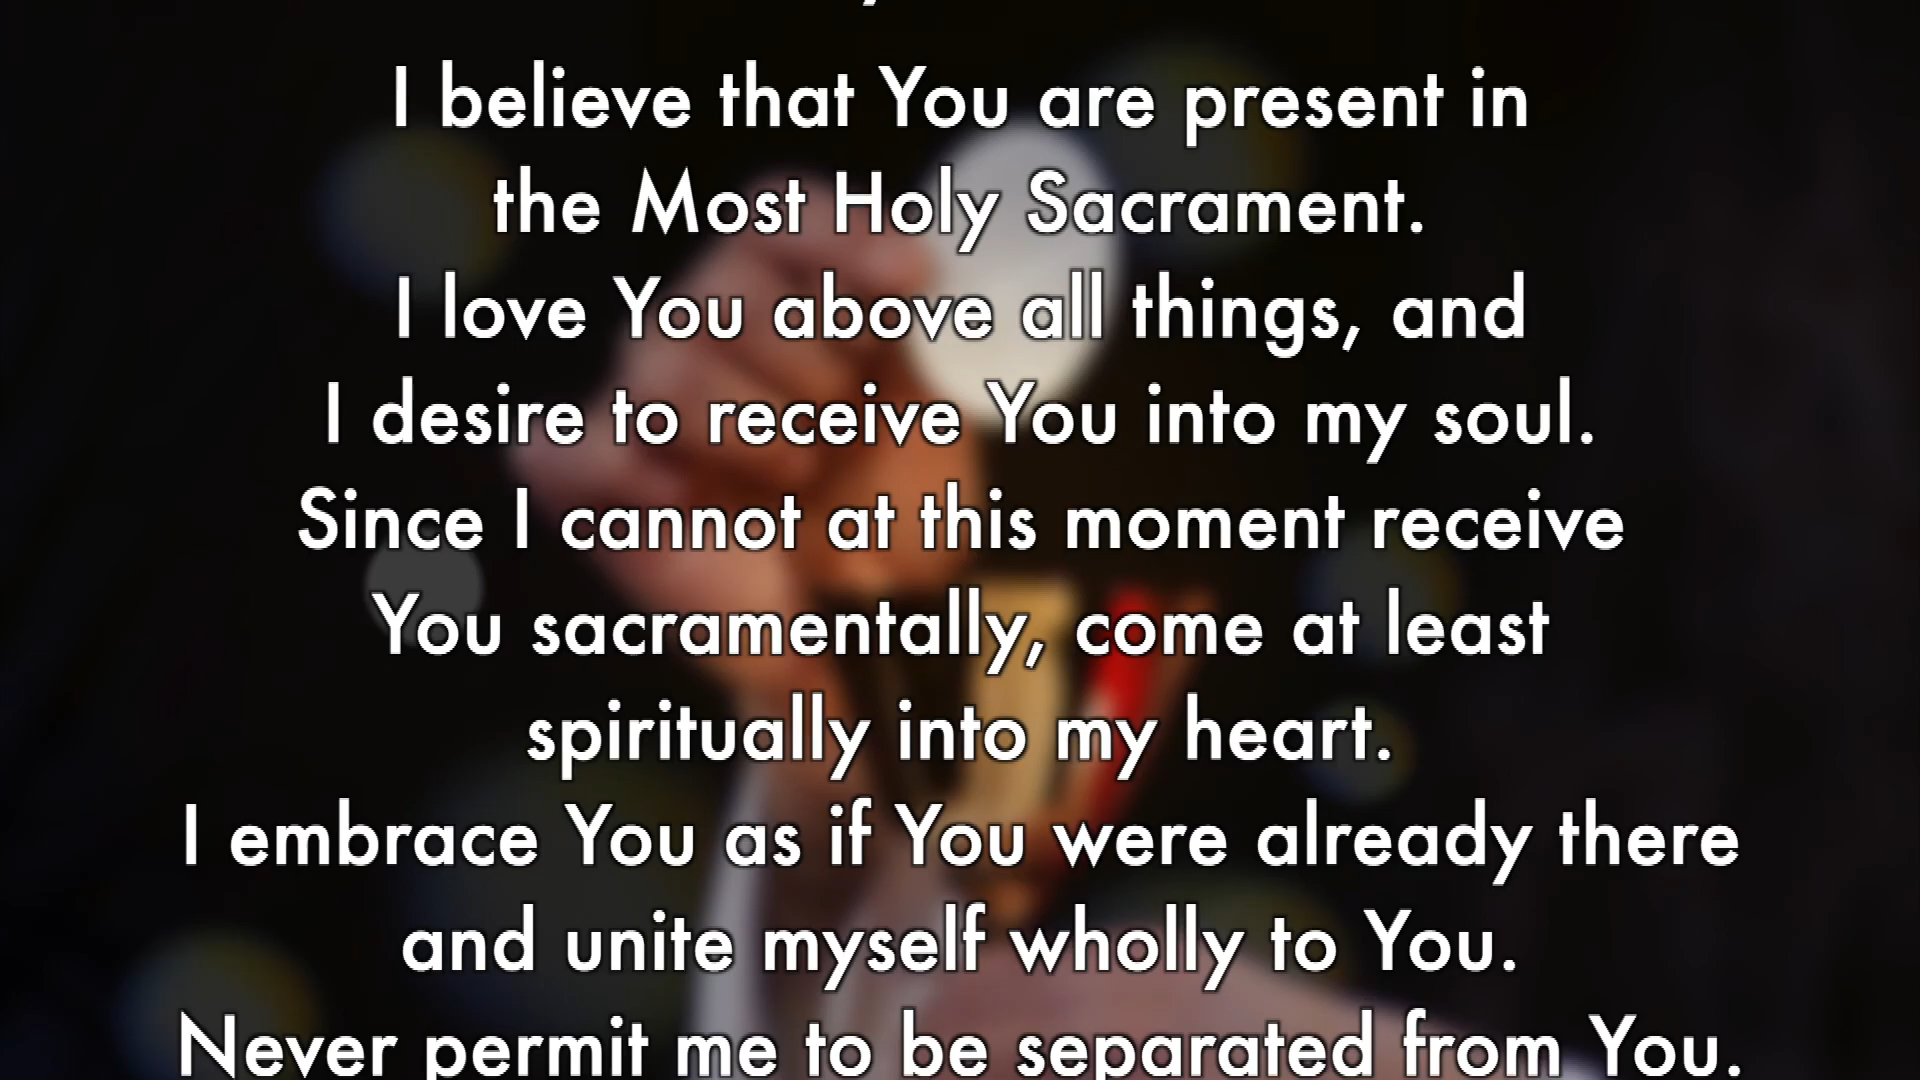 I believe that You are present in
the Most Holy Sacrament.
I love You above all things, and
I desire to receive You into my soul.
Since I cannot at this moment receive
You sacramentally, come at least
spiritually into my heart.
I embrace You as if You were already there
and unite myself wholly to You.
Never permit me to be separated from You.